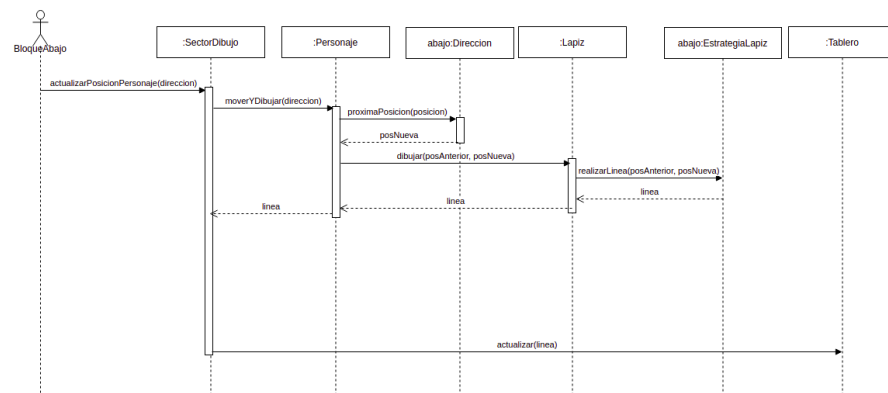 :SectorDibujo
:Personaje
abajo:Direccion
:Lapiz
abajo:EstrategiaLapiz
:Tablero
BloqueAbajo
actualizarPosicionPersonaje(direccion)
moverYDibujar(direccion)
proximaPosicion(posicion)
posNueva
dibujar(posAnterior, posNueva)
realizarLinea(posAnterior, posNueva)
linea
linea
linea
actualizar(linea)